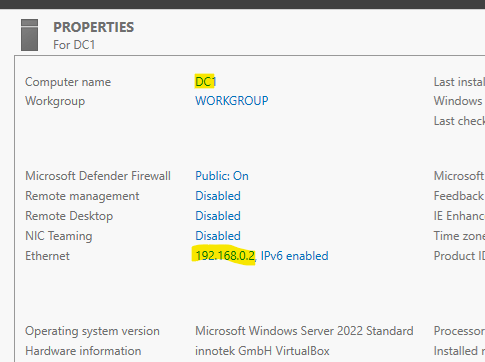 PROPERTIES
For DC1
Computer name DC1 Last instal
Workgroup WORKGROUP Windows
Last check
Microsoft Defender Firewall Public: On Microsoft
Remote management Disabled Feedback
Remote Desktop Disabled IE Enhance
NIC Teaming Disabled Time zone
Ethernet 192.168.0.2, IPv6 enabled Product ID
Operating system version Microsoft Windows Server 2022 Standard Processor
Hardware information innotek GmbH VirtualBox Installed m